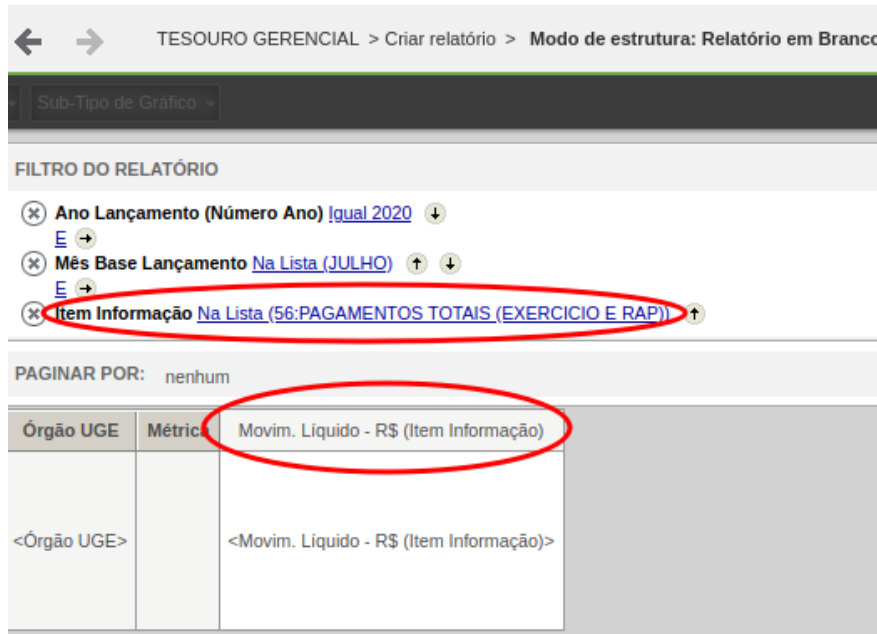 TESOURO GERENCIAL > Criar relatório > Modo de estrutura: Relatório em Branco
Sub-Tipo de Gráfico
FILTRO DO RELATÓRIO
Ano Lançamento (Número Ano) Igual 2020
E
Mês Base Lançamento Na Lista (JULHO)
E
Item Informação Na Lista (56:PAGAMENTOS TOTAIS (EXERCICIO E RAP))
PAGINAR POR: nenhum
Órgão UGE Métrica Movim. Líquido - R$ (Item Informação)
<Órgão UGE> <Movim. Líquido - R$ (Item Informação)>